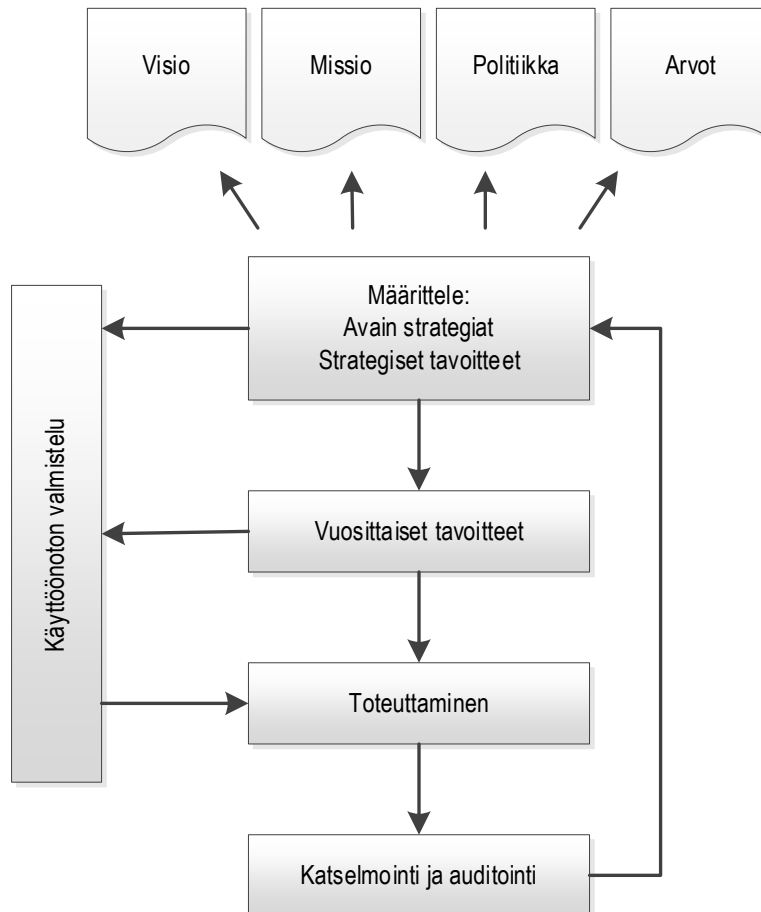 Visio
Missio
Politiikka
Arvot
Määrittele:
Avain strategiat
Strategiset tavoitteet
Käyttöönoton valmistelu
Vuosittaiset tavoitteet
Toteuttaminen
Katselmointi ja auditointi